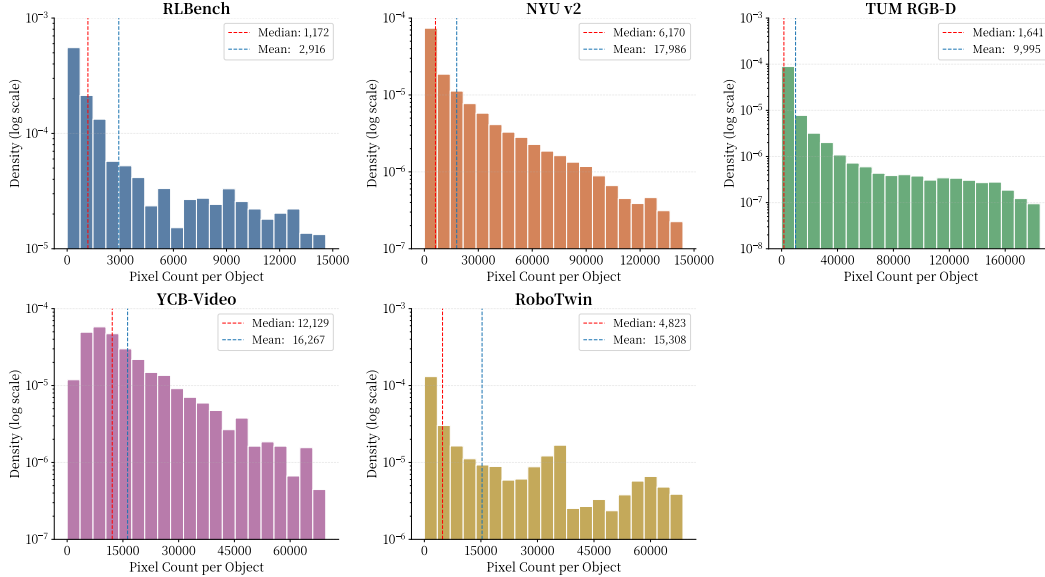 RLBench
Density (log scale)
10⁻³
10⁻⁴
10⁻⁵
Median: 1,172
Mean: 2,916
0 3000 6000 9000 12000 15000
Pixel Count per Object
NYU v2
Density (log scale)
10⁻⁴
10⁻⁵
10⁻⁶
10⁻⁷
Median: 6,170
Mean: 17,986
0 30000 60000 90000 120000 150000
Pixel Count per Object
TUM RGB-D
Density (log scale)
10⁻³
10⁻⁴
10⁻⁵
10⁻⁶
10⁻⁷
10⁻⁸
Median: 1,641
Mean: 9,995
0 40000 80000 120000 160000
Pixel Count per Object
YCB-Video
Density (log scale)
10⁻⁴
10⁻⁵
10⁻⁶
10⁻⁷
Median: 12,129
Mean: 16,267
0 15000 30000 45000 60000
Pixel Count per Object
RoboTwin
Density (log scale)
10⁻³
10⁻⁴
10⁻⁵
10⁻⁶
Median: 4,823
Mean: 15,308
0 15000 30000 45000 60000
Pixel Count per Object